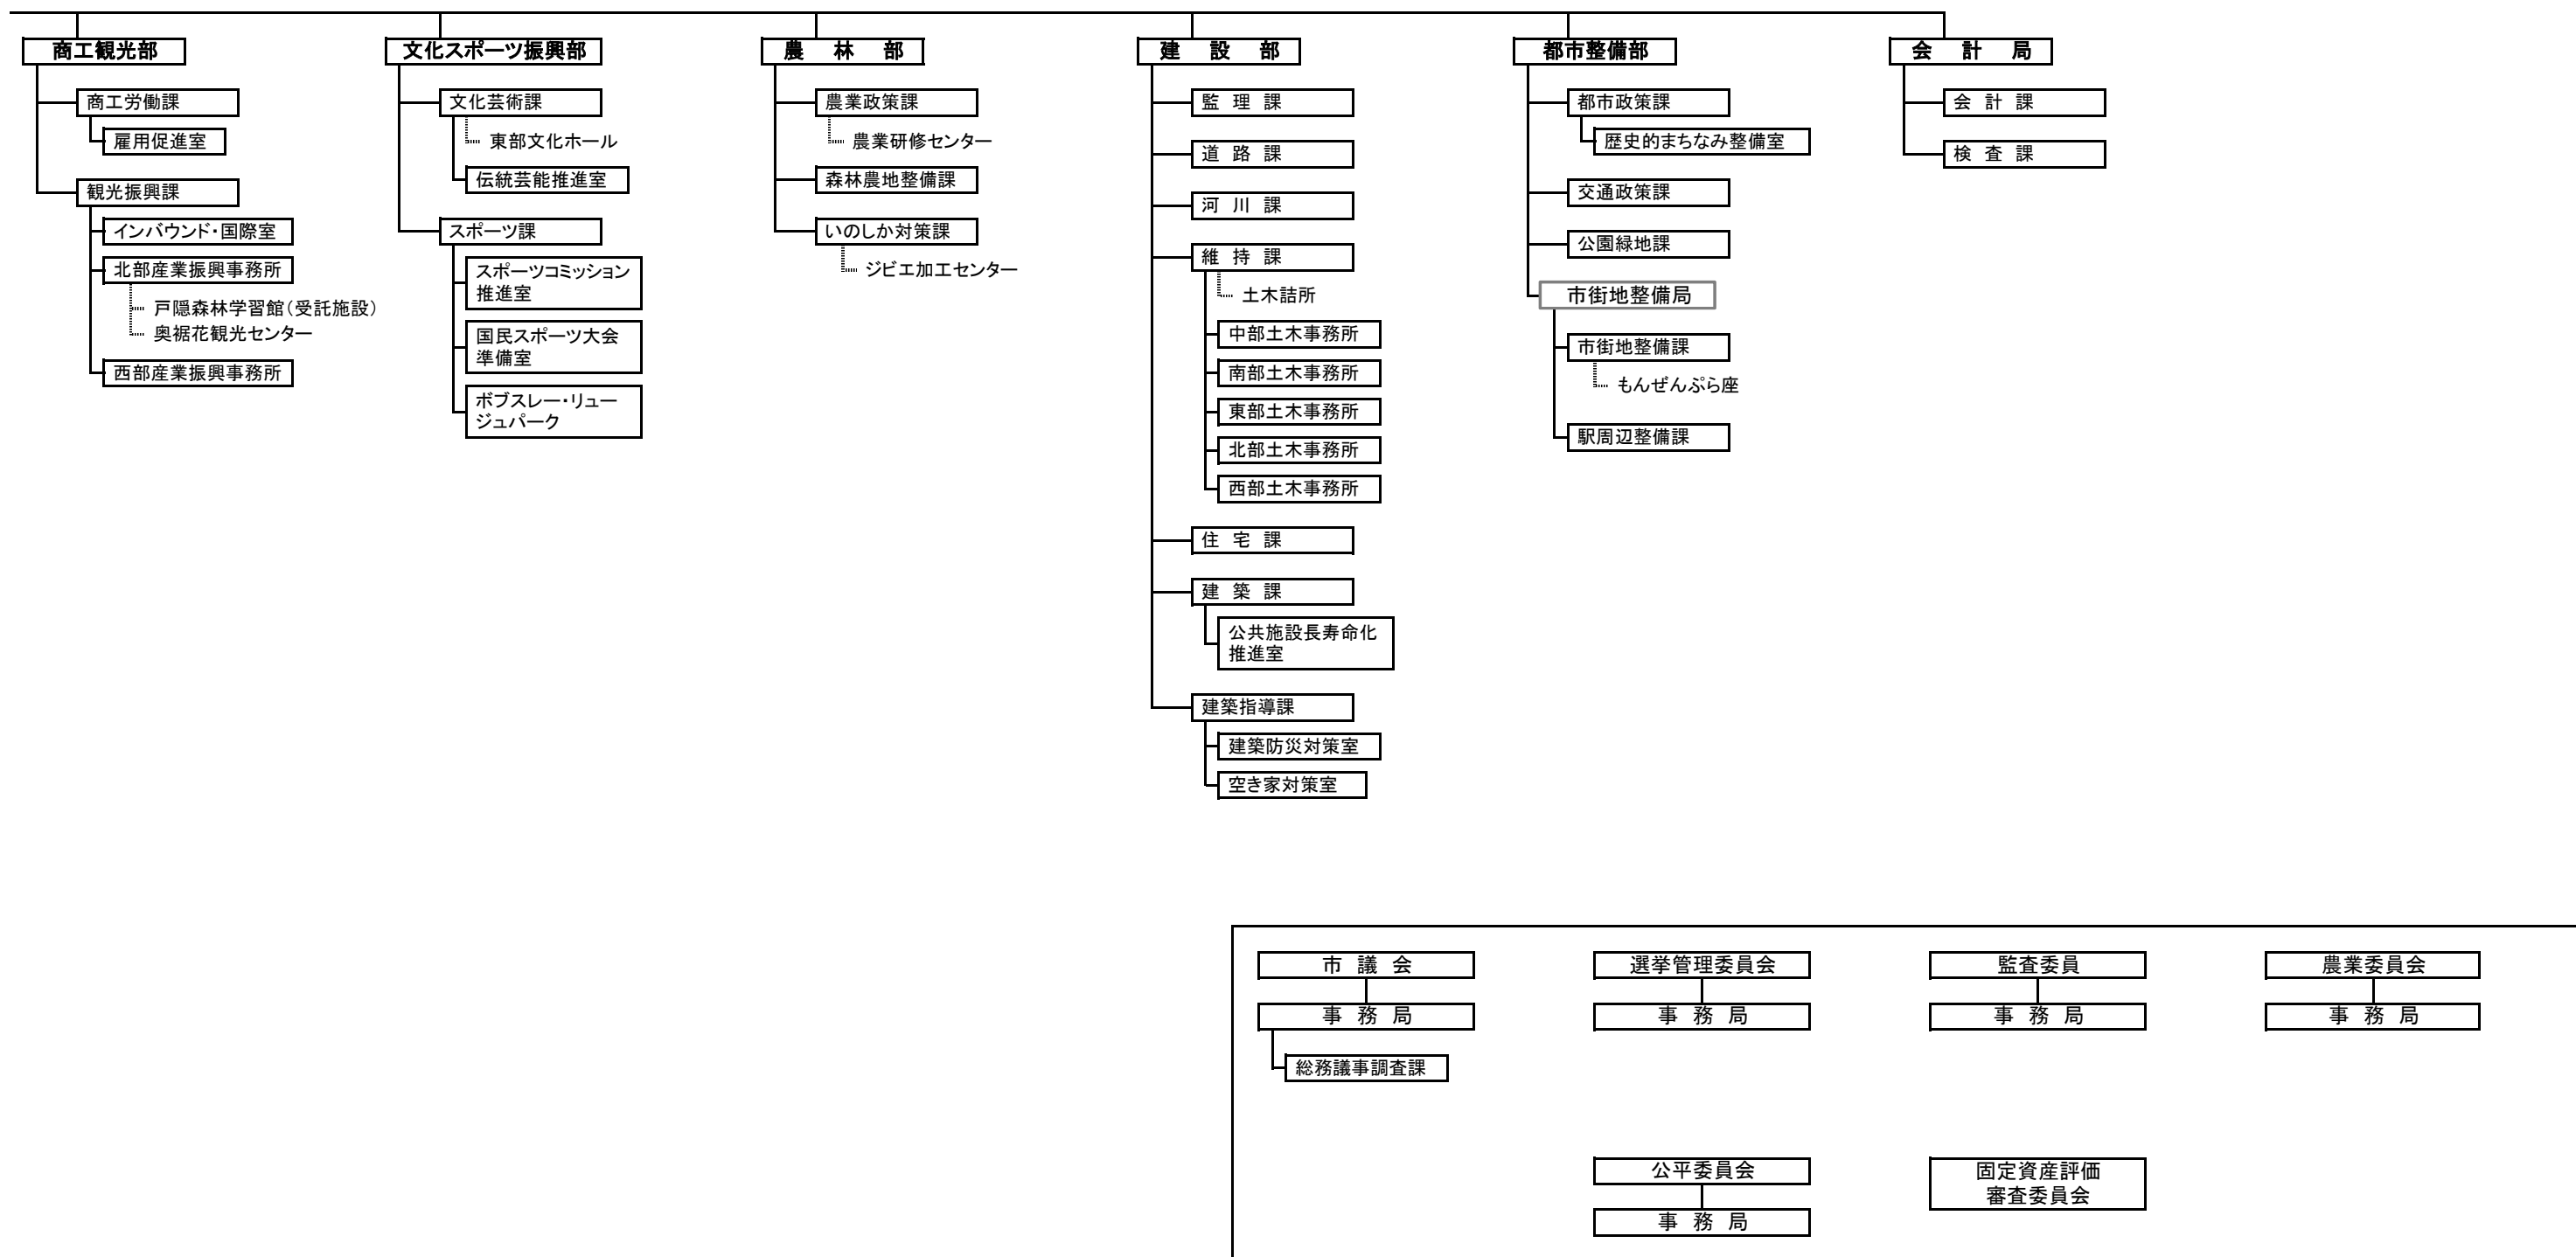 商工観光部
商工労働課
雇用促進室
観光振興課
インバウンド・国際室
北部産業振興事務所
戸隠森林学習館（受託施設）
奥裾花観光センター
西部産業振興事務所
文化スポーツ振興部
文化芸術課
東部文化ホール
伝統芸能推進室
スポーツ課
スポーツコミッション
推進室
国民スポーツ大会
準備室
ボブスレー・リュー
ジュパーク
農　林　部
農業政策課
農業研修センター
森林農地整備課
いのしか対策課
ジビエ加工センター
建　設　部
監　理　課
道　路　課
河　川　課
維　持　課
土木詰所
中部土木事務所
南部土木事務所
東部土木事務所
北部土木事務所
西部土木事務所
住　宅　課
建　築　課
公共施設長寿命化
推進室
建築指導課
建築防災対策室
空き家対策室
都市整備部
都市政策課
歴史的まちなみ整備室
交通政策課
公園緑地課
市街地整備局
市街地整備課
もんぜんぷら座
駅周辺整備課
会　計　局
会　計　課
検　査　課
市　議　会
事　務　局
総務議事調査課
選挙管理委員会
事　務　局
監査委員
事　務　局
農業委員会
事　務　局
公平委員会
事　務　局
固定資産評価
審査委員会